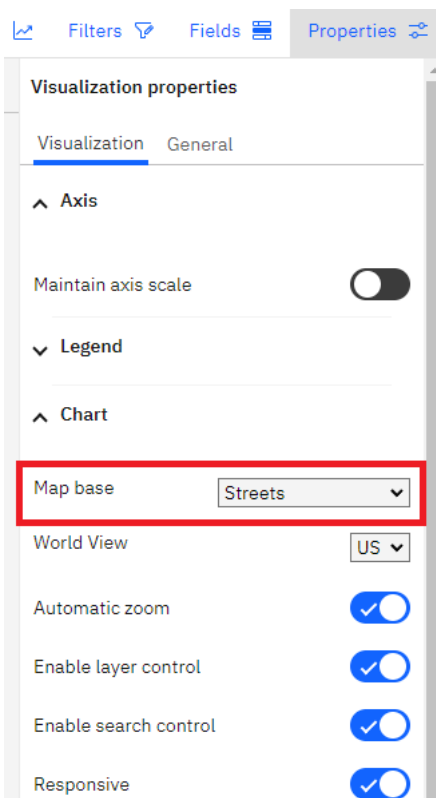 Filters Fields Properties
Visualization properties
Visualization General
Axis
Maintain axis scale
Legend
Chart
Map base Streets
World View US
Automatic zoom
Enable layer control
Enable search control
Responsive